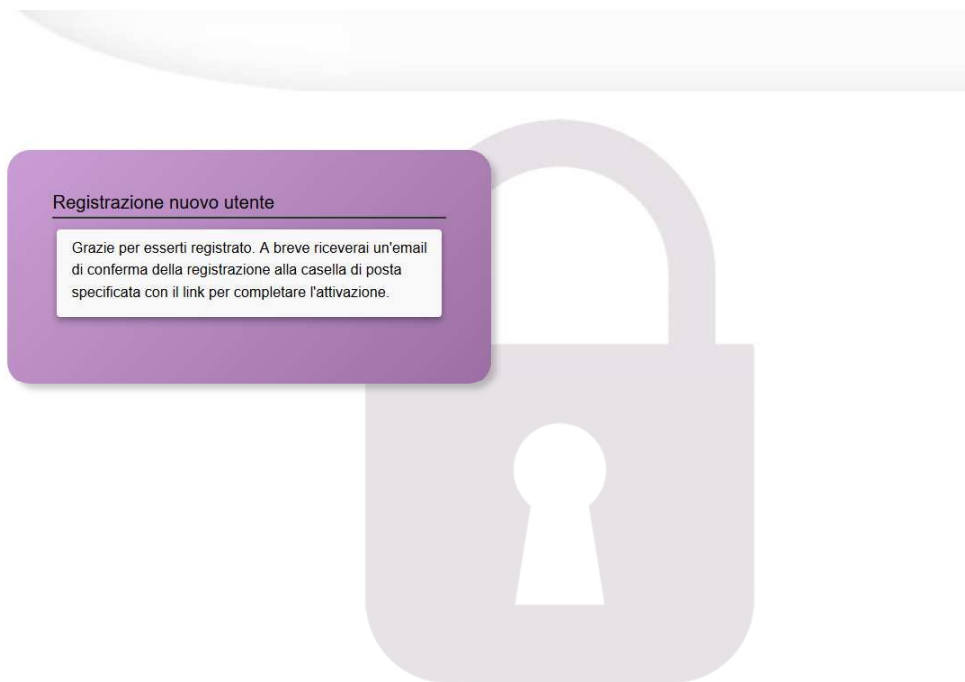 Registrazione nuovo utente
Grazie per esserti registrato. A breve riceverai un'email
di conferma della registrazione alla casella di posta
specificata con il link per completare l'attivazione.